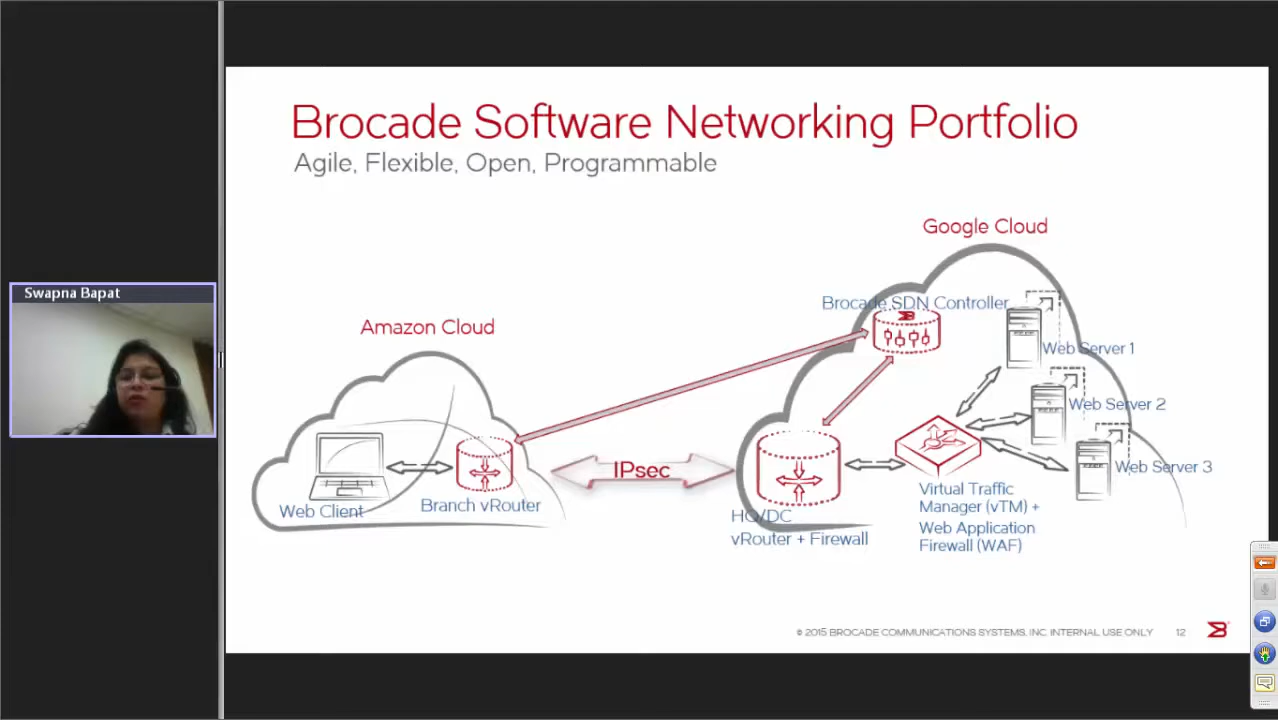 Swapna Bapat
Brocade Software Networking Portfolio
Agile, Flexible, Open, Programmable
Google Cloud
Brocade SDN Controller
Amazon Cloud
Web Server 1
Web Server 2
IPsec
Web Server 3
Web Client
Branch vRouter
HQ/DC
vRouter + Firewall
Virtual Traffic
Manager (vTM) +
Web Application
Firewall (WAF)
© 2015 BROCADE COMMUNICATIONS SYSTEMS, INC. INTERNAL USE ONLY
12